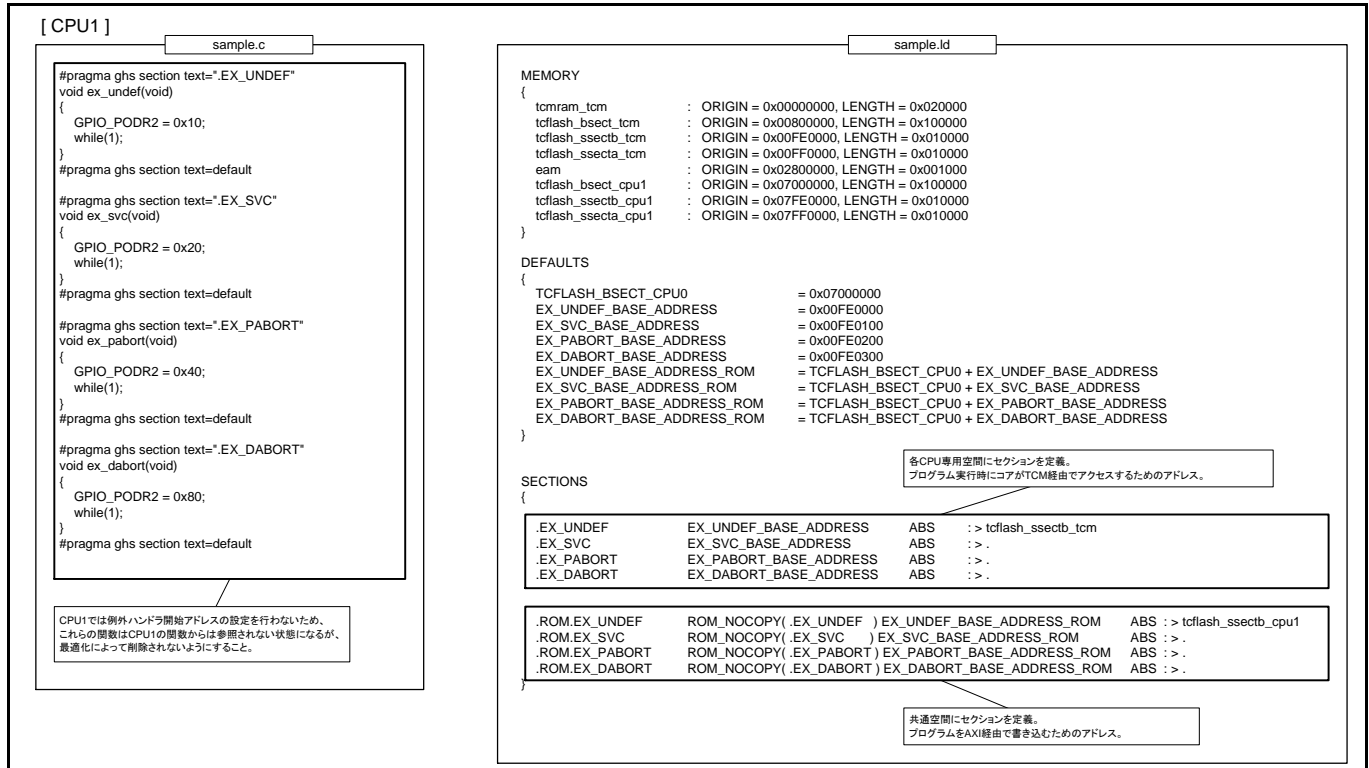 [ CPU1 ]
sample.c
#pragma ghs section text=".EX_UNDEF"
void ex_undef(void)
{
GPIO_PODR2 = 0x10;
while(1);
}
#pragma ghs section text=default
#pragma ghs section text=".EX_SVC"
void ex_svc(void)
{
GPIO_PODR2 = 0x20;
while(1);
}
#pragma ghs section text=default
#pragma ghs section text=".EX_PABORT"
void ex_pabort(void)
{
GPIO_PODR2 = 0x40;
while(1);
}
#pragma ghs section text=default
#pragma ghs section text=".EX_DABORT"
void ex_dabort(void)
{
GPIO_PODR2 = 0x80;
while(1);
}
#pragma ghs section text=default
CPU1では例外ハンドラ開始アドレスの設定を行わないため、
これらの関数はCPU1の関数からは参照されない状態になるが、
最適化によって削除されないようにすること。
sample.ld
MEMORY
{
tcmram_tcm : ORIGIN = 0x00000000, LENGTH = 0x020000
tcflash_bsect_tcm : ORIGIN = 0x00800000, LENGTH = 0x100000
tcflash_ssectb_tcm : ORIGIN = 0x00FE0000, LENGTH = 0x010000
tcflash_ssecta_tcm : ORIGIN = 0x00FF0000, LENGTH = 0x010000
eam : ORIGIN = 0x02800000, LENGTH = 0x001000
tcflash_bsect_cpu1 : ORIGIN = 0x07000000, LENGTH = 0x100000
tcflash_ssectb_cpu1 : ORIGIN = 0x07FE0000, LENGTH = 0x010000
tcflash_ssecta_cpu1 : ORIGIN = 0x07FF0000, LENGTH = 0x010000
}
DEFAULTS
{
TCFLASH_BSECT_CPU0 = 0x07000000
EX_UNDEF_BASE_ADDRESS = 0x00FE0000
EX_SVC_BASE_ADDRESS = 0x00FE0100
EX_PABORT_BASE_ADDRESS = 0x00FE0200
EX_DABORT_BASE_ADDRESS = 0x00FE0300
EX_UNDEF_BASE_ADDRESS_ROM = TCFLASH_BSECT_CPU0 + EX_UNDEF_BASE_ADDRESS
EX_SVC_BASE_ADDRESS_ROM = TCFLASH_BSECT_CPU0 + EX_SVC_BASE_ADDRESS
EX_PABORT_BASE_ADDRESS_ROM = TCFLASH_BSECT_CPU0 + EX_PABORT_BASE_ADDRESS
EX_DABORT_BASE_ADDRESS_ROM = TCFLASH_BSECT_CPU0 + EX_DABORT_BASE_ADDRESS
}
各CPU専用空間にセクションを定義。
プログラム実行時にコアがTCM経由でアクセスするためのアドレス。
SECTIONS
{
.EX_UNDEF EX_UNDEF_BASE_ADDRESS ABS : > tcflash_ssectb_tcm
.EX_SVC EX_SVC_BASE_ADDRESS ABS : > .
.EX_PABORT EX_PABORT_BASE_ADDRESS ABS : > .
.EX_DABORT EX_DABORT_BASE_ADDRESS ABS : > .
.ROM.EX_UNDEF ROM_NOCOPY( .EX_UNDEF ) EX_UNDEF_BASE_ADDRESS_ROM ABS : > tcflash_ssectb_cpu1
.ROM.EX_SVC ROM_NOCOPY( .EX_SVC ) EX_SVC_BASE_ADDRESS_ROM ABS : > .
.ROM.EX_PABORT ROM_NOCOPY( .EX_PABORT ) EX_PABORT_BASE_ADDRESS_ROM ABS : > .
.ROM.EX_DABORT ROM_NOCOPY( .EX_DABORT ) EX_DABORT_BASE_ADDRESS_ROM ABS : > .
}
共通空間にセクションを定義。
プログラムをAXI経由で書き込むためのアドレス。